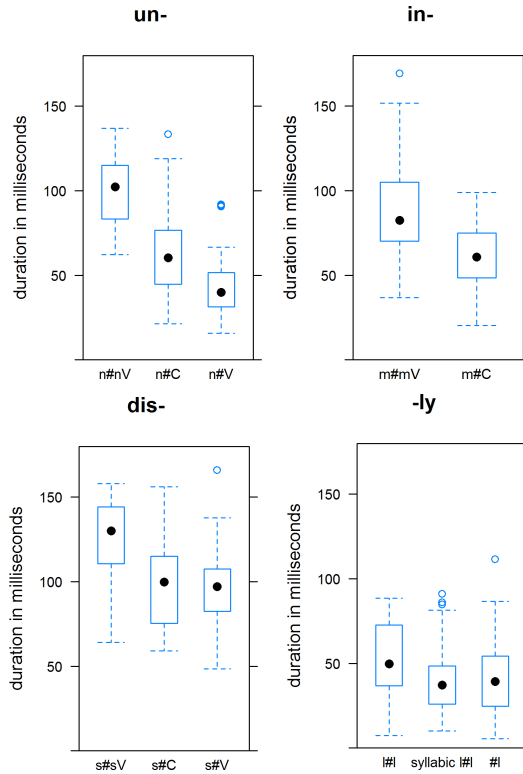 un-
duration in milliseconds
150
100
50
n#nV n#C n#V
in-
duration in milliseconds
150
100
50
m#mV m#C
dis-
duration in milliseconds
150
100
50
s#sV s#C s#V
-ly
duration in milliseconds
150
100
50
l#l syllabic l#l #l